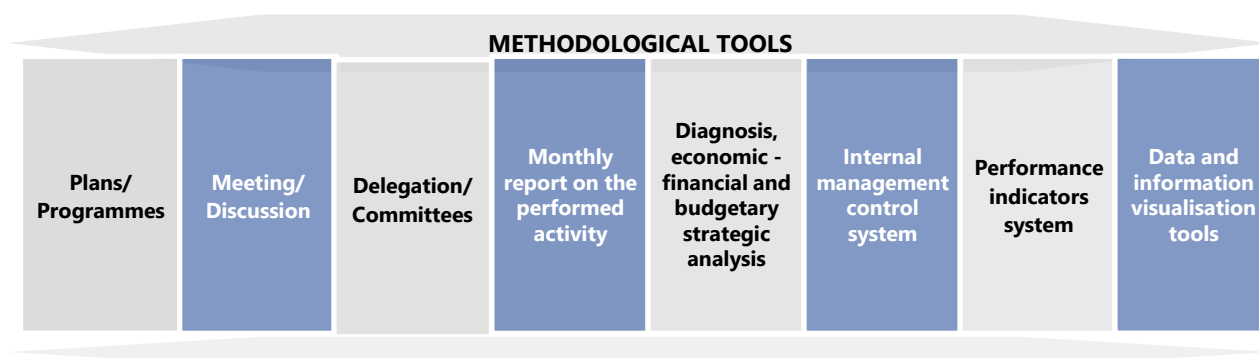 METHODOLOGICAL TOOLS
Plans/
Programmes
Meeting/
Discussion
Delegation/
Committees
Monthly
report on the
performed
activity
Diagnosis,
economic -
financial and
budgetary
strategic
analysis
Internal
management
control
system
Performance
indicators
system
Data and
information
visualisation
tools